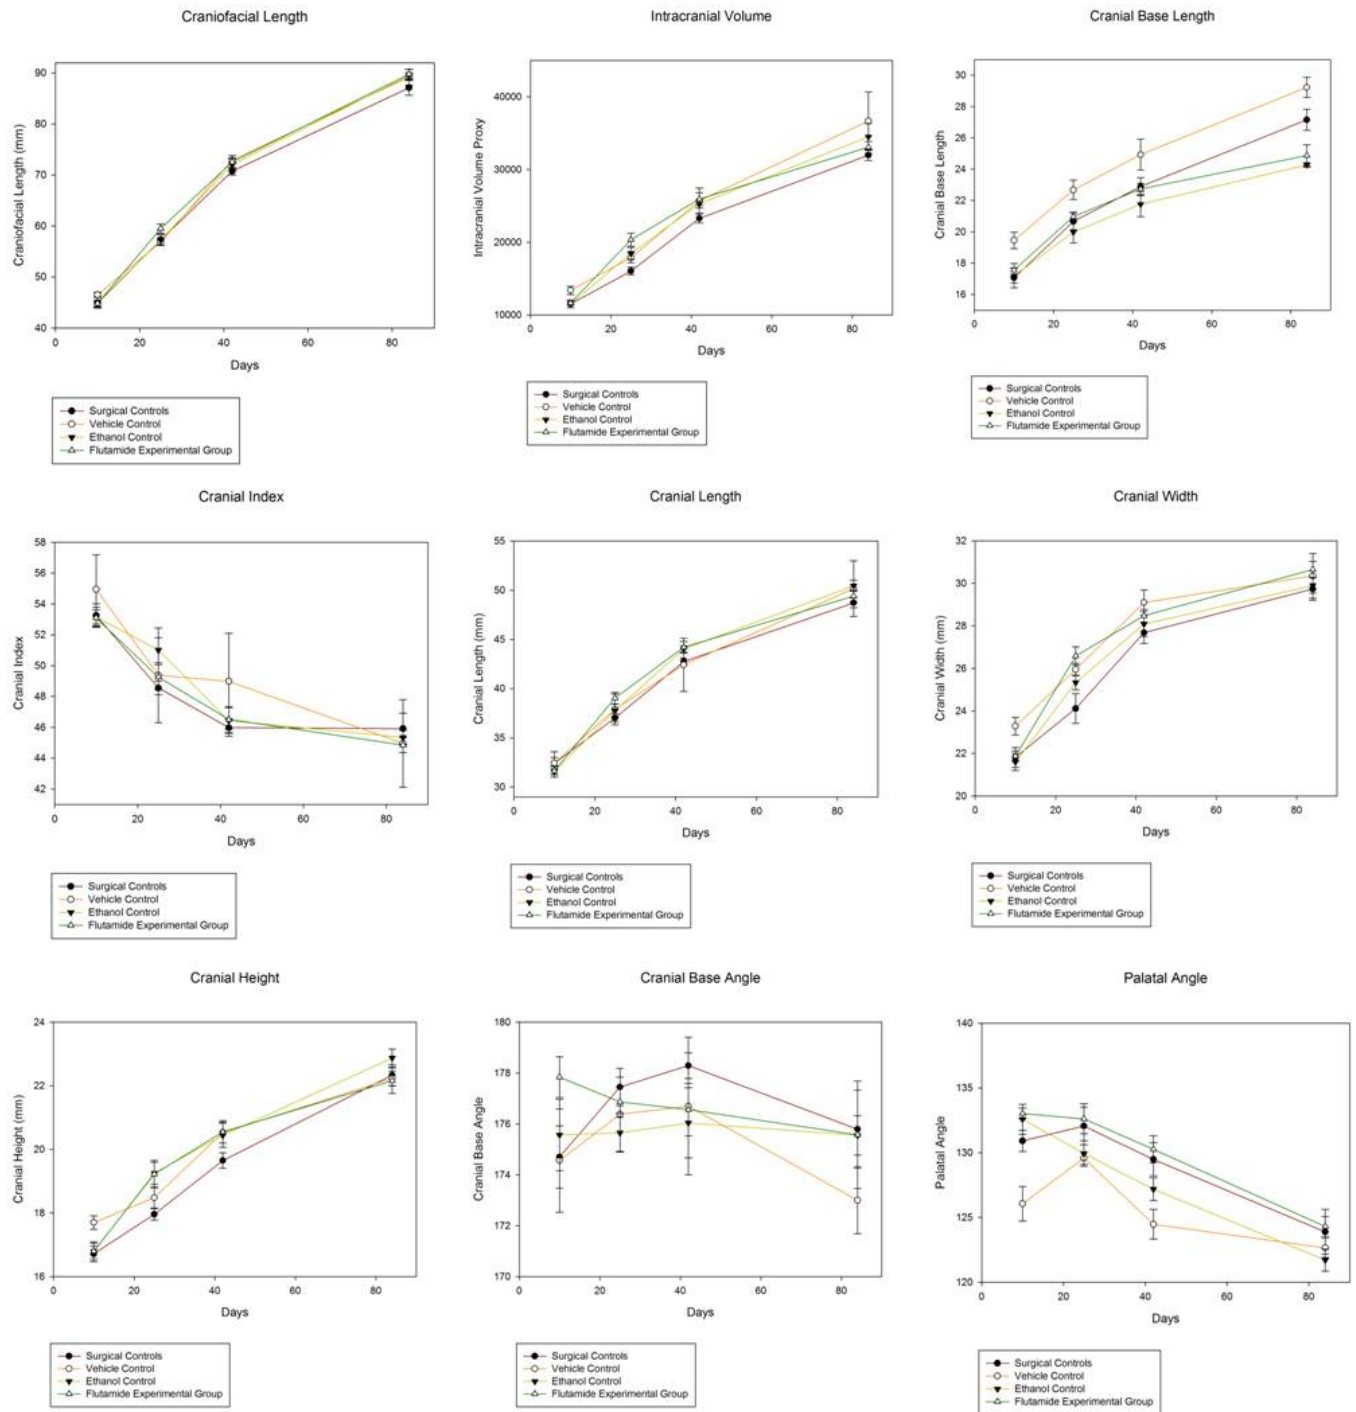 Craniofacial Length
Intracranial Volume
Cranial Base Length
Craniofacial Length (mm)
90
80
70
60
50
40
0
20
40
60
80
Days
Surgical Controls
Vehicle Control
Ethanol Control
Flutamide Experimental Group
Intracranial Volume Proxy
40000
30000
20000
10000
0
20
40
60
80
Days
Surgical Controls
Vehicle Control
Ethanol Control
Flutamide Experimental Group
Cranial Base Length
30
28
26
24
22
20
18
16
0
20
40
60
80
Days
Surgical Controls
Vehicle Control
Ethanol Control
Flutamide Experimental Group
Cranial Index
Cranial Length
Cranial Width
Cranial Index
58
56
54
52
50
48
46
44
42
0
20
40
60
80
Days
Surgical Controls
Vehicle Control
Ethanol Control
Flutamide Experimental Group
Cranial Length (mm)
55
50
45
40
35
30
0
20
40
60
80
Days
Surgical Controls
Vehicle Control
Ethanol Control
Flutamide Experimental Group
Cranial Width (mm)
32
30
28
26
24
22
20
0
20
40
60
80
Days
Surgical Controls
Vehicle Control
Ethanol Control
Flutamide Experimental Group
Cranial Height
Cranial Base Angle
Palatal Angle
Cranial Height (mm)
24
22
20
18
16
0
20
40
60
80
Days
Surgical Controls
Vehicle Control
Ethanol Control
Flutamide Experimental Group
Cranial Base Angle
180
178
176
174
172
170
0
20
40
60
80
Days
Surgical Controls
Vehicle Control
Ethanol Control
Flutamide Experimental Group
Palatal Angle
140
135
130
125
120
0
20
40
60
80
Days
Surgical Controls
Vehicle Control
Ethanol Control
Flutamide Experimental Group